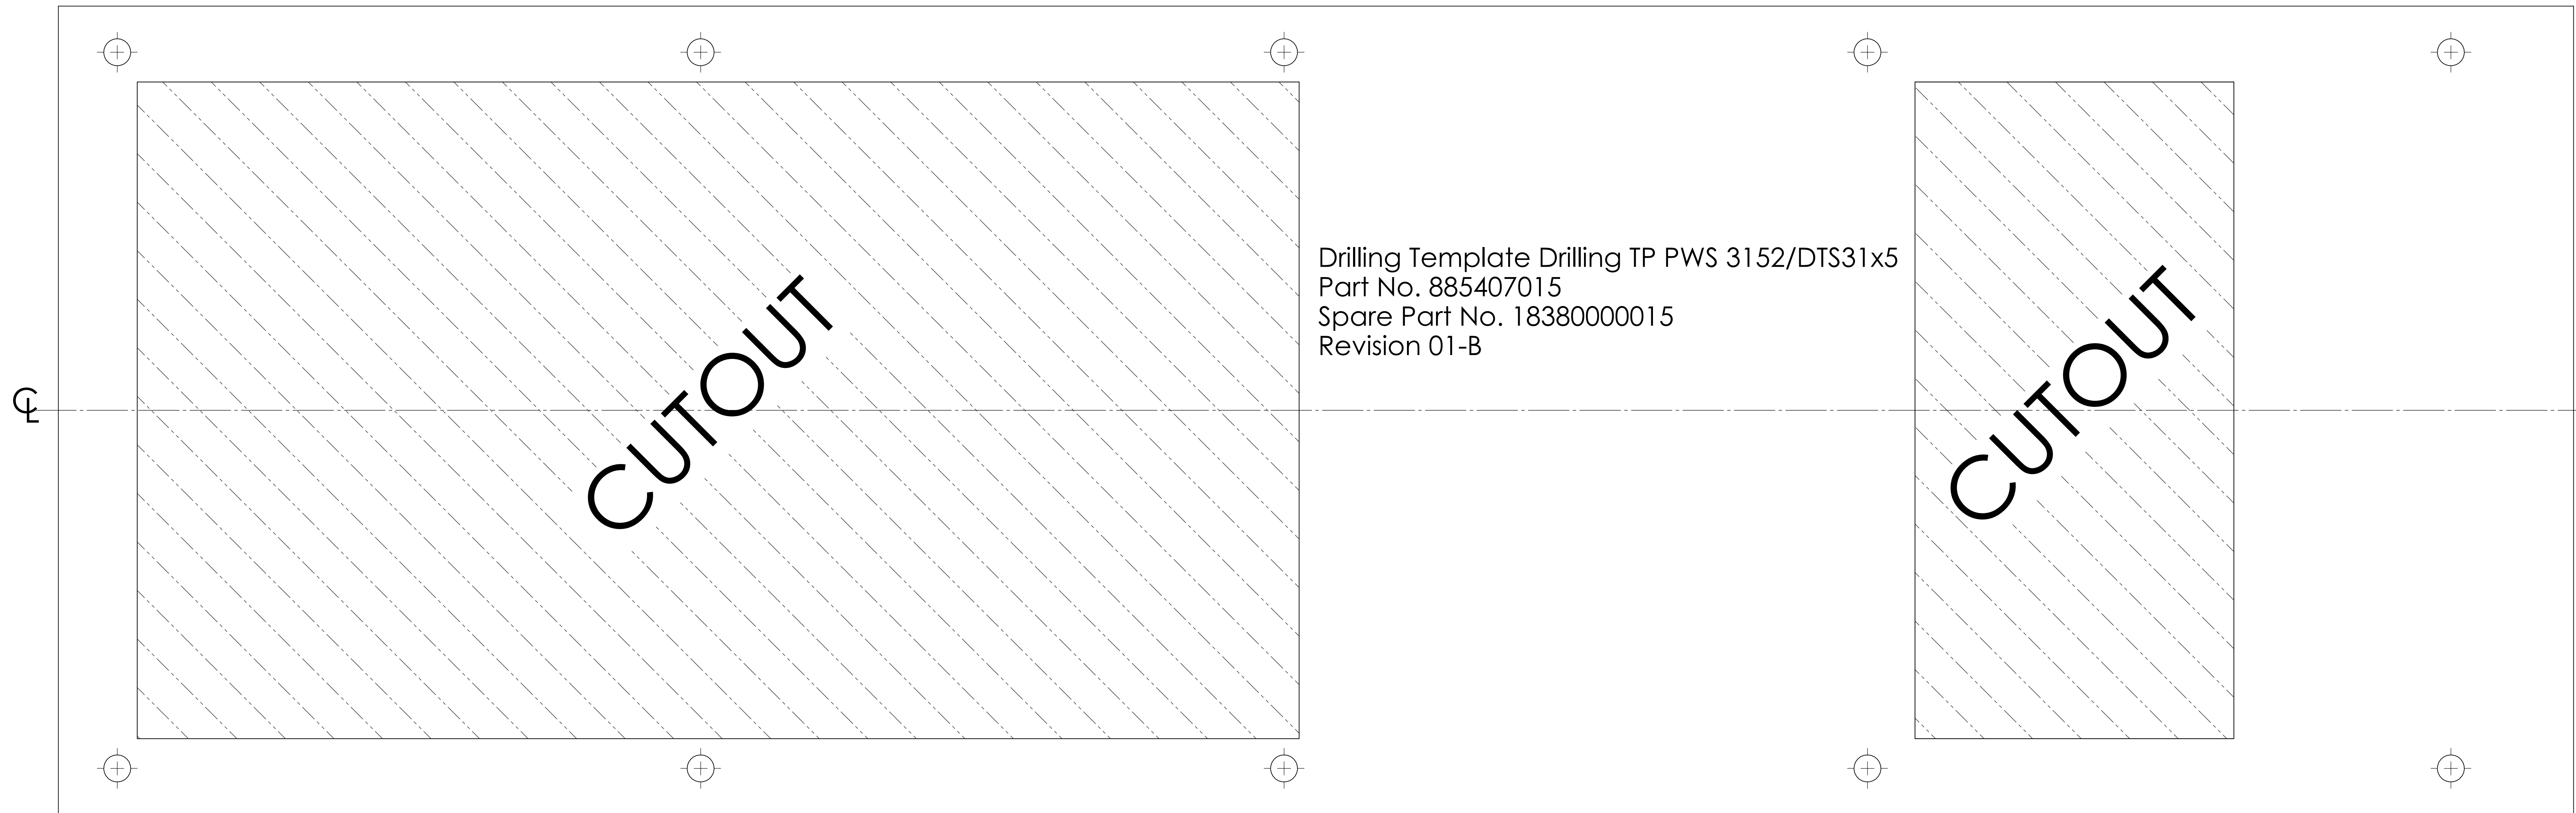 Drilling Template Drilling TP PWS 3152/DTS31x5
Part No. 885407015
Spare Part No. 18380000015
Revision 01-B
CUTOUT
CUTOUT
℄